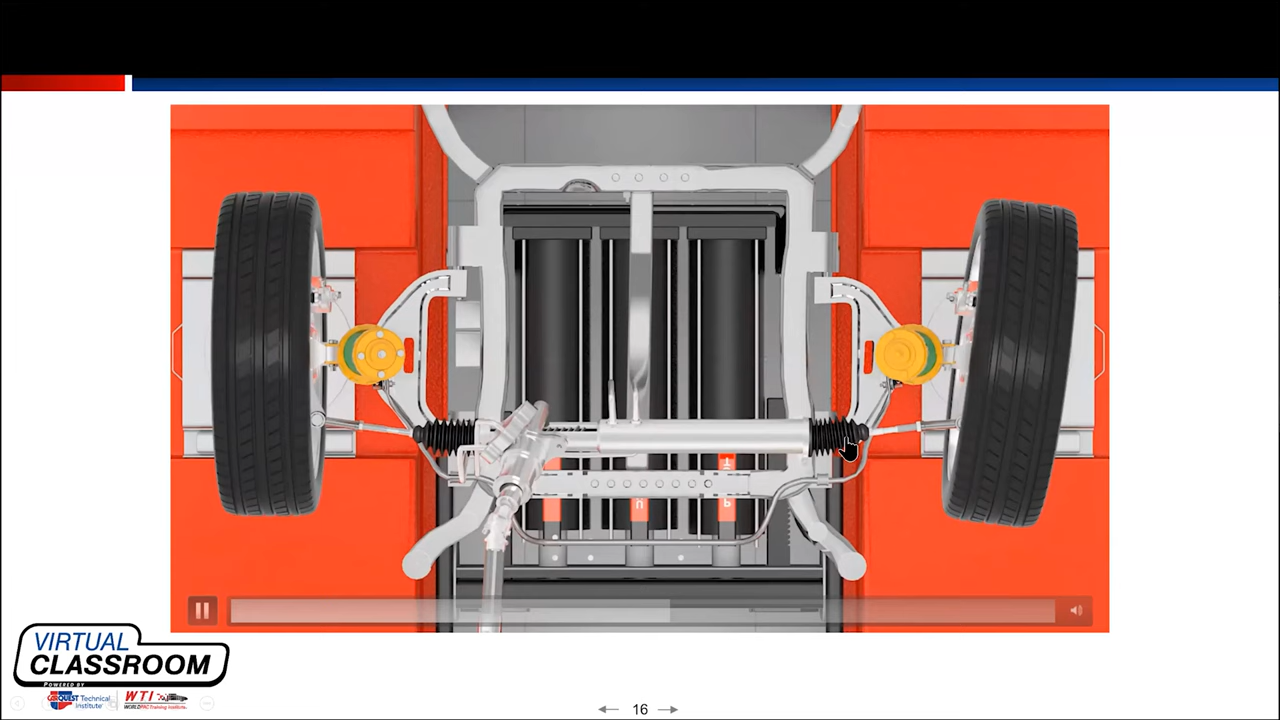 VIRTUAL
CLASSROOM
POWERED BY
CARQUEST Technical
Institute
WTI
WORLDPAC Training Institute
16